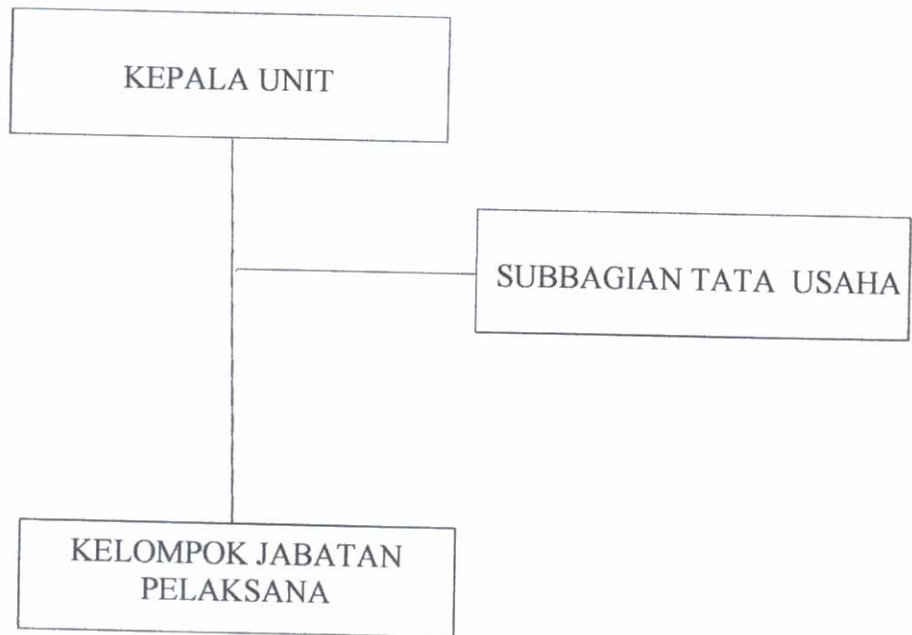 KEPALA UNIT
SUBBAGIAN TATA USAHA
KELOMPOK JABATAN
PELAKSANA